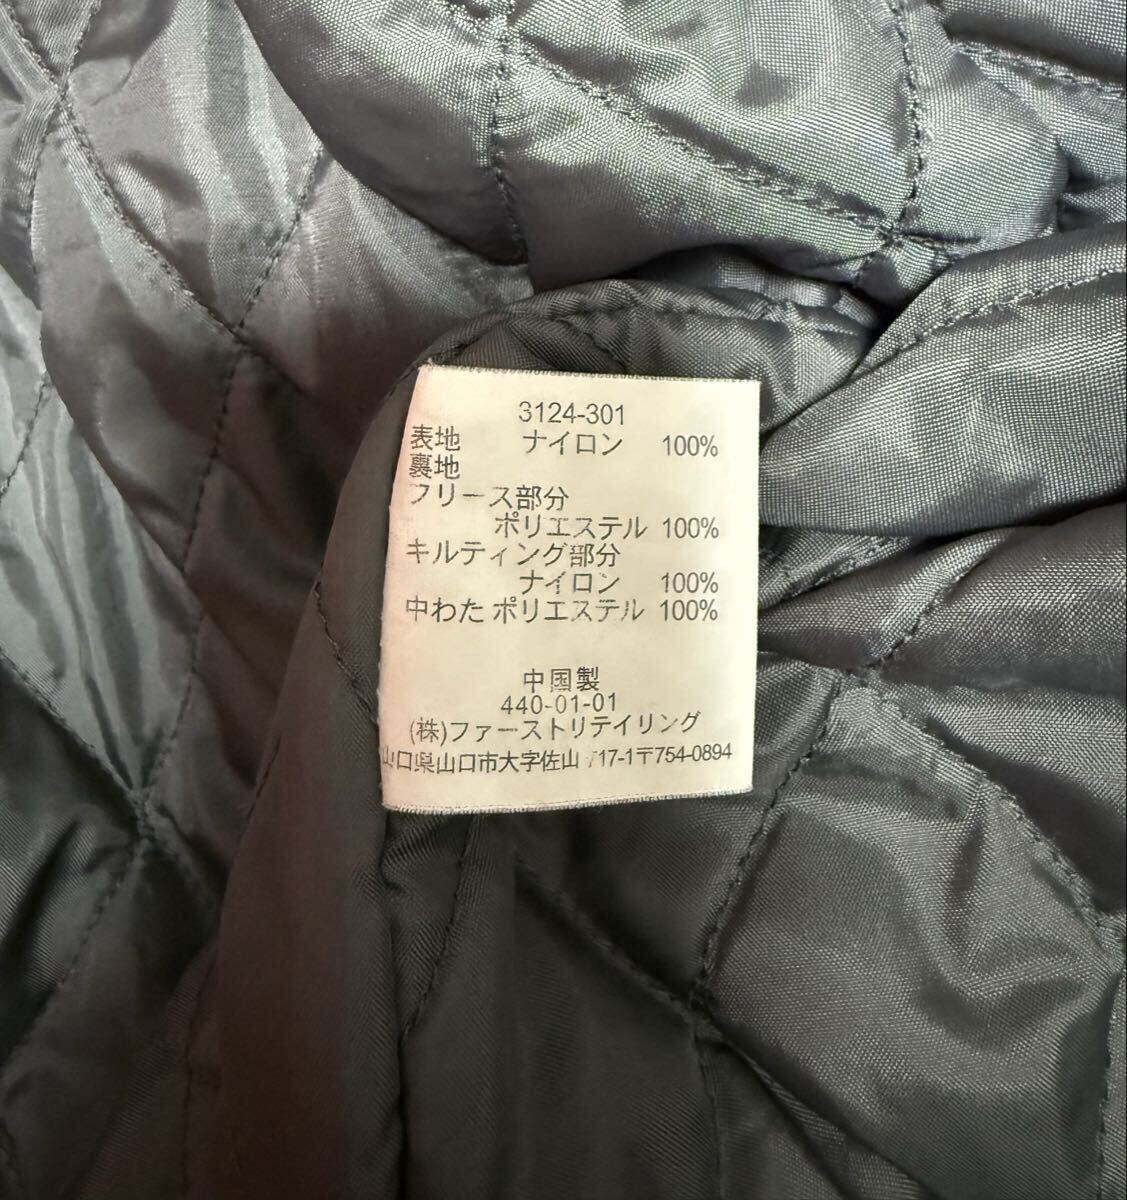 3124-301
表地 ナイロン 100%
裏地
フリース部分
ポリエステル 100%
キルティング部分
ナイロン 100%
中わた ポリエステル 100%
中国製
440-01-01
(株)ファーストリテイリング
山口県山口市大字佐山 717-1〒754-0894